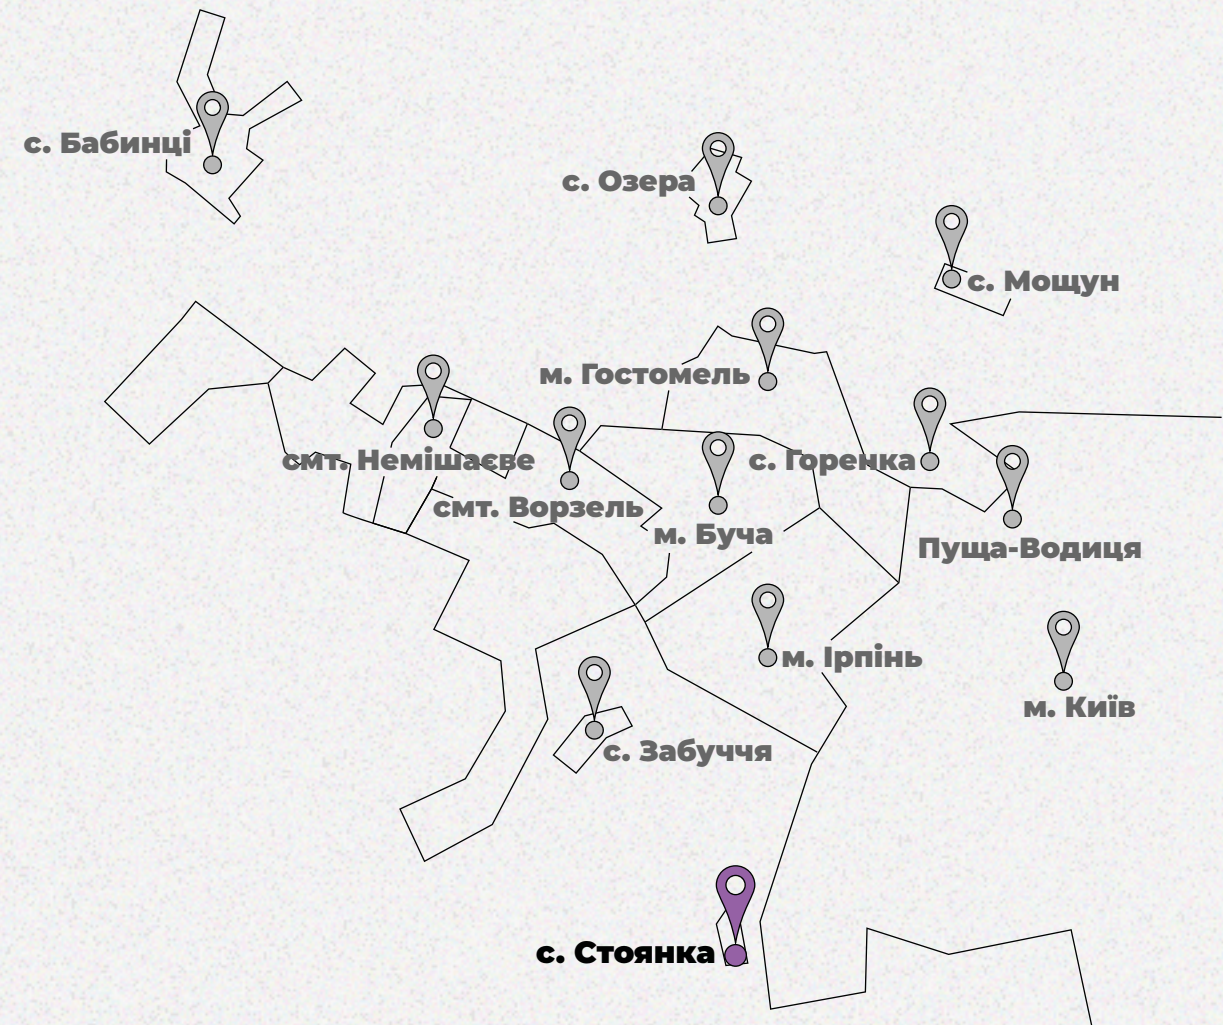 с. Бабинці
с. Озера
с. Мощун
м. Гостомель
смт. Немішаєве
с. Горенка
смт. Ворзель
м. Буча
Пуща-Водиця
м. Ірпінь
м. Київ
с. Забуччя
с. Стоянка